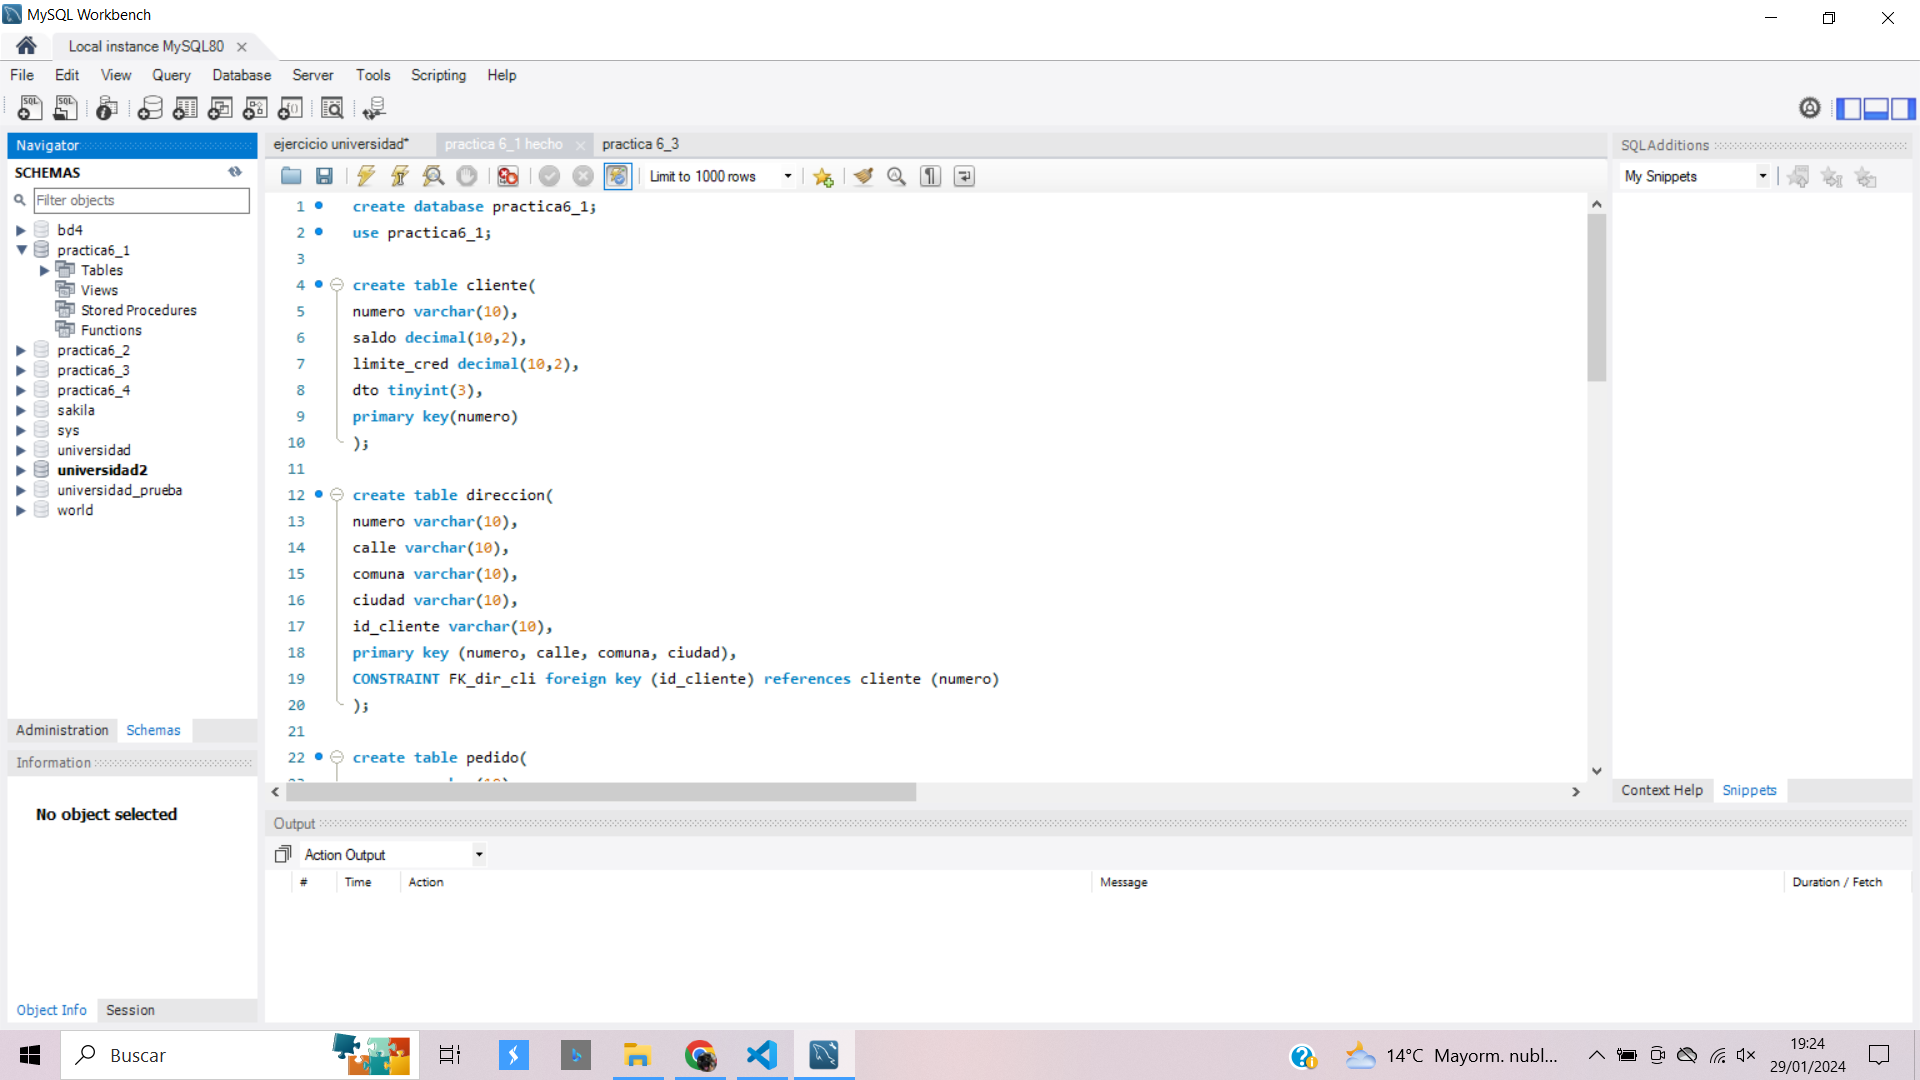 MySQL Workbench
Local instance MySQL80
File Edit View Query Database Server Tools Scripting Help
Navigator
SCHEMAS
Filter objects
bd4
practica6_1
Tables
Views
Stored Procedures
Functions
practica6_2
practica6_3
practica6_4
sakila
sys
universidad
universidad2
universidad_prueba
world
Administration Schemas
Information
No object selected
Object Info Session
ejercicio universidad* practica 6_1 hecho practica 6_3
Limit to 1000 rows
1 create database practica6_1;
2 use practica6_1;
3
4 create table cliente(
5 numero varchar(10),
6 saldo decimal(10,2),
7 limite_cred decimal(10,2),
8 dto tinyint(3),
9 primary key(numero)
10 );
11
12 create table direccion(
13 numero varchar(10),
14 calle varchar(10),
15 comuna varchar(10),
16 ciudad varchar(10),
17 id_cliente varchar(10),
18 primary key (numero, calle, comuna, ciudad),
19 CONSTRAINT FK_dir_cli foreign key (id_cliente) references cliente (numero)
20 );
21
22 create table pedido(
SQLAdditions
My Snippets
Context Help Snippets
Output
Action Output
# Time Action Message Duration / Fetch
Buscar
14°C Mayorm. nubl...
19:24
29/01/2024